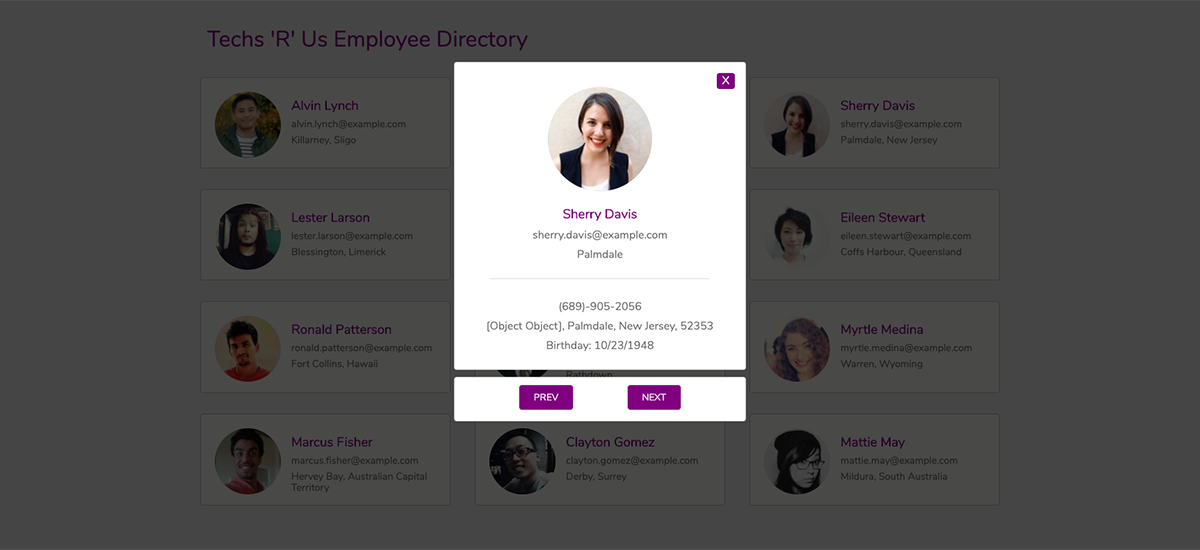 Techs 'R' Us Employee Directory
Alvin Lynch
alvin.lynch@example.com
Killarney, Sligo
Sherry Davis
sherry.davis@example.com
Palmdale, New Jersey
Lester Larson
lester.larson@example.com
Blessington, Limerick
Eileen Stewart
eileen.stewart@example.com
Coffs Harbour, Queensland
Ronald Patterson
ronald.patterson@example.com
Fort Collins, Hawaii
Rathdown
Myrtle Medina
myrtle.medina@example.com
Warren, Wyoming
Marcus Fisher
marcus.fisher@example.com
Hervey Bay, Australian Capital
Territory
Clayton Gomez
clayton.gomez@example.com
Derby, Surrey
Mattie May
mattie.may@example.com
Mildura, South Australia
X
Sherry Davis
sherry.davis@example.com
Palmdale
(689)-905-2056
[Object Object], Palmdale, New Jersey, 52353
Birthday: 10/23/1948
PREV
NEXT